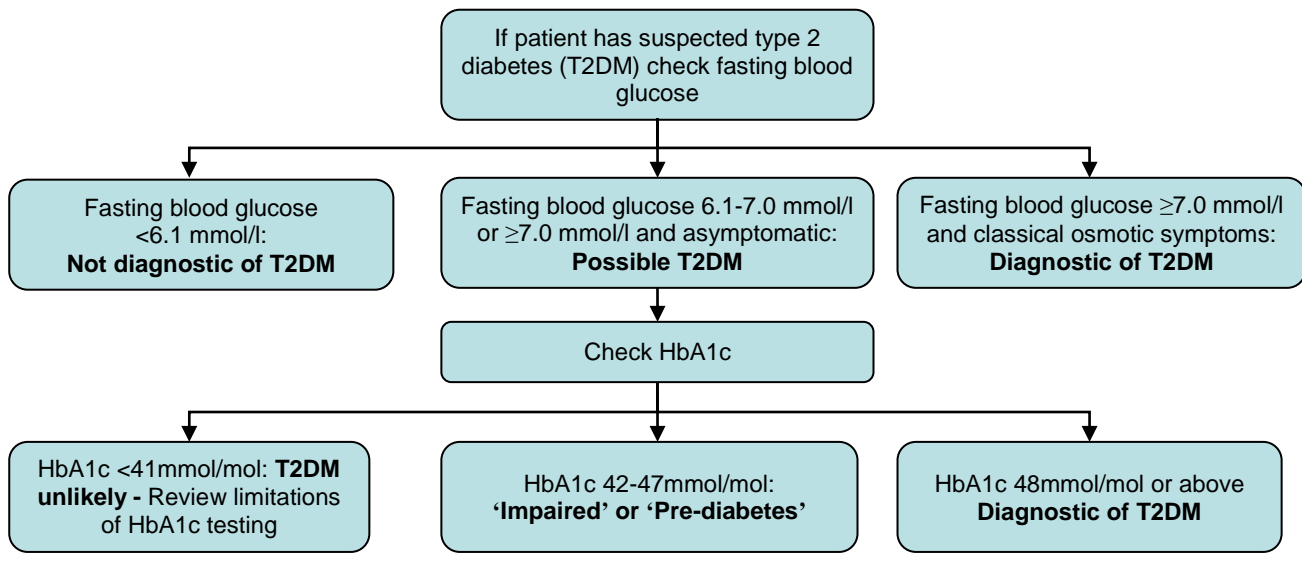 If patient has suspected type 2
diabetes (T2DM) check fasting blood
glucose
Fasting blood glucose
<6.1 mmol/l:
Not diagnostic of T2DM
Fasting blood glucose 6.1-7.0 mmol/l
or ≥7.0 mmol/l and asymptomatic:
Possible T2DM
Fasting blood glucose ≥7.0 mmol/l
and classical osmotic symptoms:
Diagnostic of T2DM
Check HbA1c
HbA1c <41mmol/mol: T2DM
unlikely - Review limitations
of HbA1c testing
HbA1c 42-47mmol/mol:
‘Impaired’ or ‘Pre-diabetes’
HbA1c 48mmol/mol or above
Diagnostic of T2DM